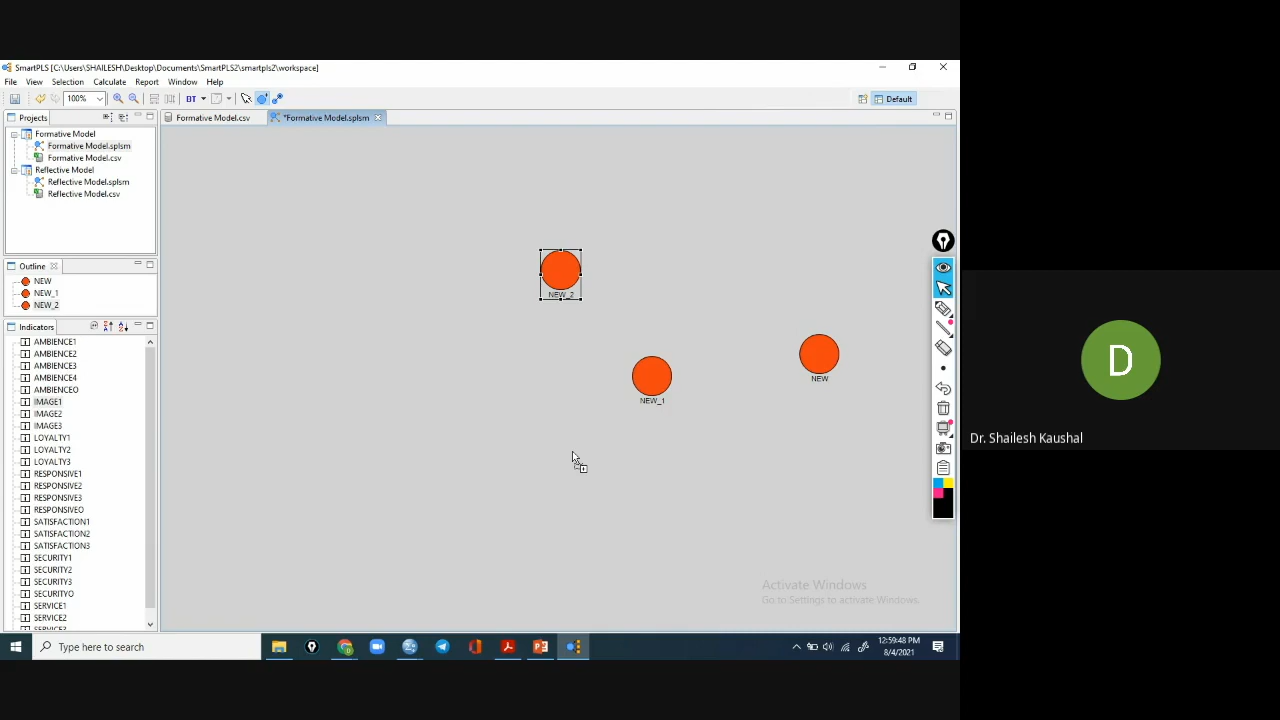 SmartPLS [C:\Users\SHAILESH\Desktop\Documents\SmartPLS2\smartpls2\workspace]
File View Selection Calculate Report Window Help
100% BT Default
Projects
Formative Model.csv
*Formative Model.splsm
Formative Model
Formative Model.splsm
Formative Model.csv
Reflective Model
Reflective Model.splsm
Reflective Model.csv
Outline
NEW
NEW_1
NEW_2
Indicators
AMBIENCE1
AMBIENCE2
AMBIENCE3
AMBIENCE4
AMBIENCEO
IMAGE1
IMAGE2
IMAGE3
LOYALTY1
LOYALTY2
LOYALTY3
RESPONSIVE1
RESPONSIVE2
RESPONSIVE3
RESPONSIVEO
SATISFACTION1
SATISFACTION2
SATISFACTION3
SECURITY1
SECURITY2
SECURITY3
SECURITYO
SERVICE1
SERVICE2
NEW_2
NEW
NEW_1
Activate Windows
Go to Settings to activate Windows.
D
Dr. Shailesh Kaushal
Type here to search
12:59:48 PM
8/4/2021